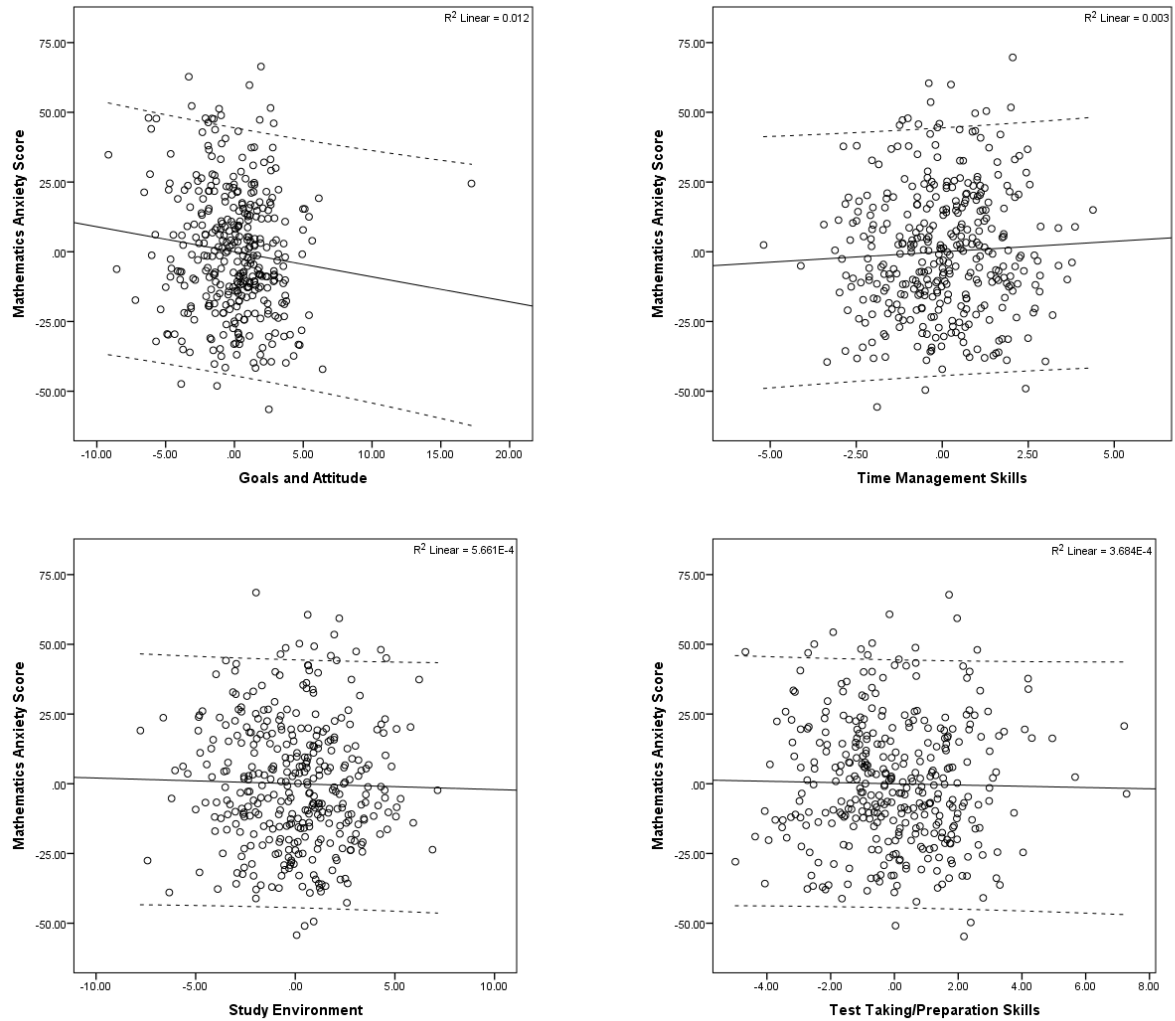 R2 Linear = 0.012
75.00
50.00
25.00
.00
-25.00
-50.00
Mathematics Anxiety Score
-10.00 -5.00 .00 5.00 10.00 15.00 20.00
Goals and Attitude
R2 Linear = 0.003
75.00
50.00
25.00
.00
-25.00
-50.00
Mathematics Anxiety Score
-5.00 -2.50 .00 2.50 5.00
Time Management Skills
R2 Linear = 5.661E-4
75.00
50.00
25.00
.00
-25.00
-50.00
Mathematics Anxiety Score
-10.00 -5.00 .00 5.00 10.00
Study Environment
R2 Linear = 3.684E-4
75.00
50.00
25.00
.00
-25.00
-50.00
Mathematics Anxiety Score
-4.00 -2.00 .00 2.00 4.00 6.00 8.00
Test Taking/Preparation Skills